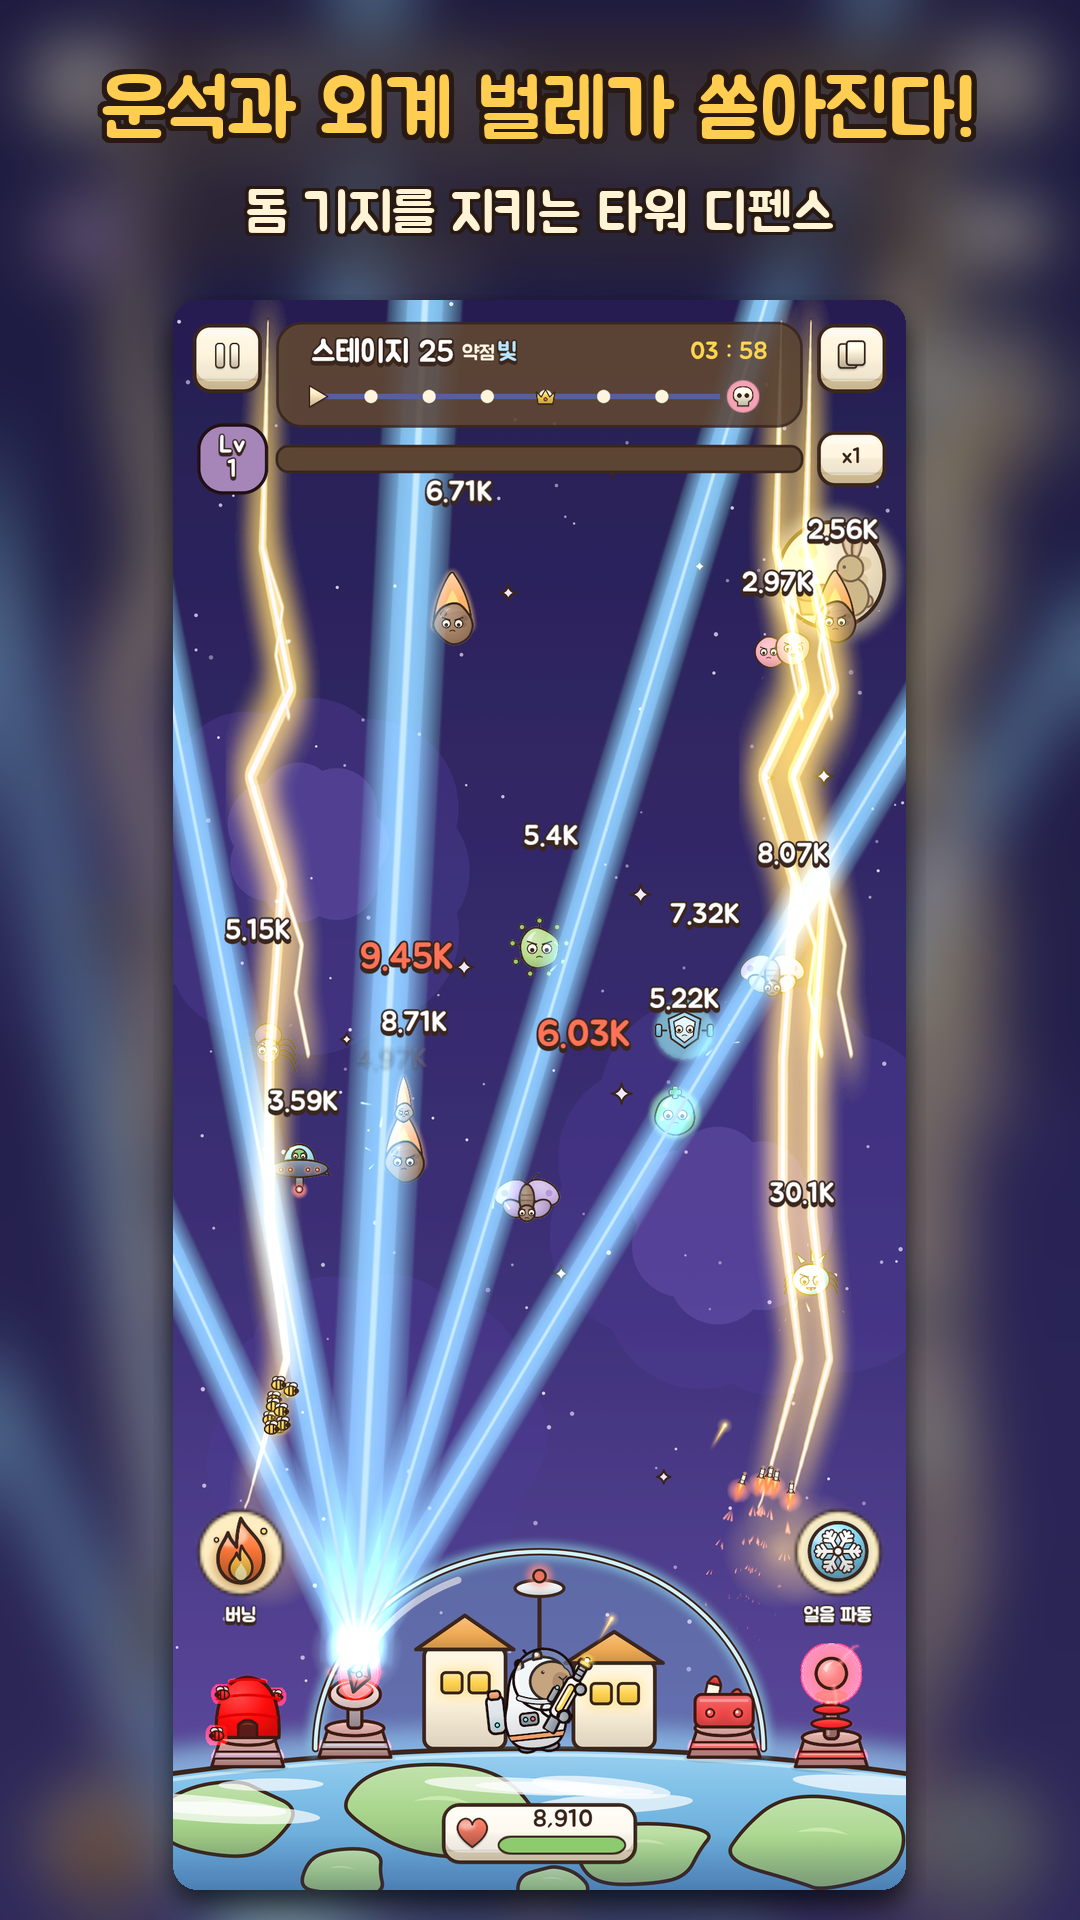 운석과 외계 벌레가 쏟아진다!
돔 기지를 지키는 타워 디펜스
스테이지 25 약점 빛 03 : 58
Lv 1
x1
6.71K
2.56K
2.97K
5.4K
8.07K
7.32K
5.15K
9.45K
5.22K
8.71K
6.03K
4.97K
3.59K
30.1K
버닝
얼음 파동
8,910